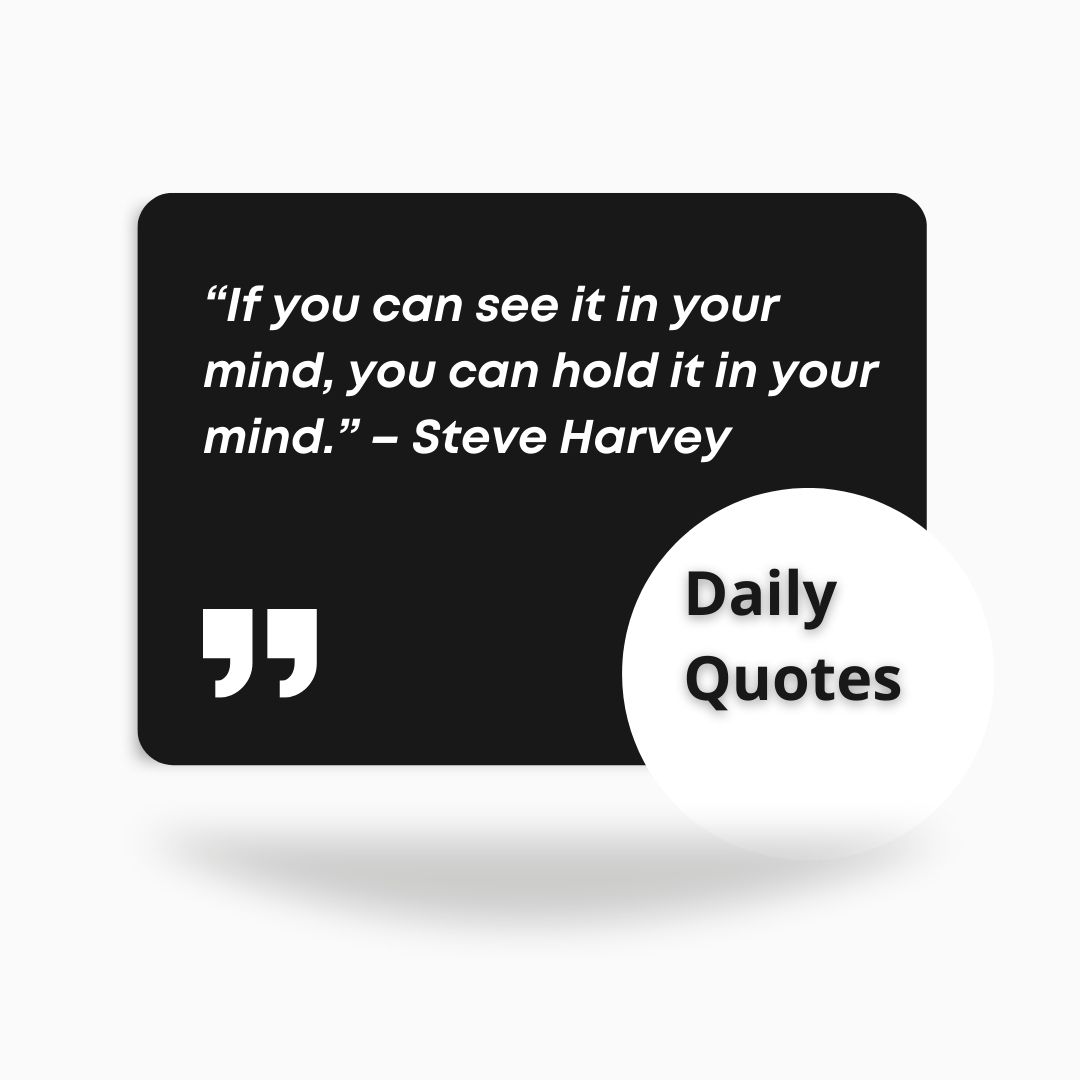 “If you can see it in your
mind, you can hold it in your
mind.” – Steve Harvey
Daily
Quotes